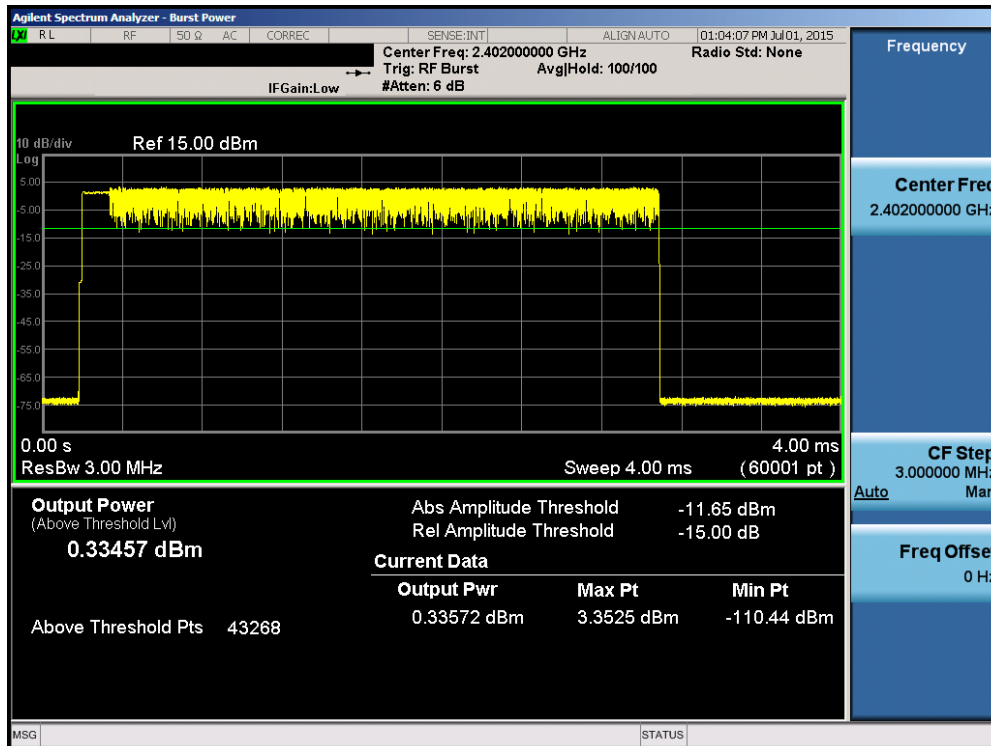 Agilent Spectrum Analyzer - Burst Power
LXI RL RF 50 Ω AC CORREC SENSE:INT ALIGN AUTO 01:04:07 PM Jul 01, 2015
Center Freq: 2.402000000 GHz Radio Std: None
Trig: RF Burst Avg|Hold: 100/100
IFGain:Low #Atten: 6 dB
10 dB/div Ref 15.00 dBm
Log
5.00
-5.00
-15.0
-25.0
-35.0
-45.0
-55.0
-65.0
-75.0
0.00 s 4.00 ms
ResBw 3.00 MHz Sweep 4.00 ms (60001 pt)
Output Power
(Above Threshold Lvl)
0.33457 dBm
Above Threshold Pts 43268
Abs Amplitude Threshold -11.65 dBm
Rel Amplitude Threshold -15.00 dB
Current Data
Output Pwr Max Pt Min Pt
0.33572 dBm 3.3525 dBm -110.44 dBm
Frequency
Center Freq
2.402000000 GHz
CF Step
3.000000 MHz
Auto Man
Freq Offset
0 Hz
MSG STATUS